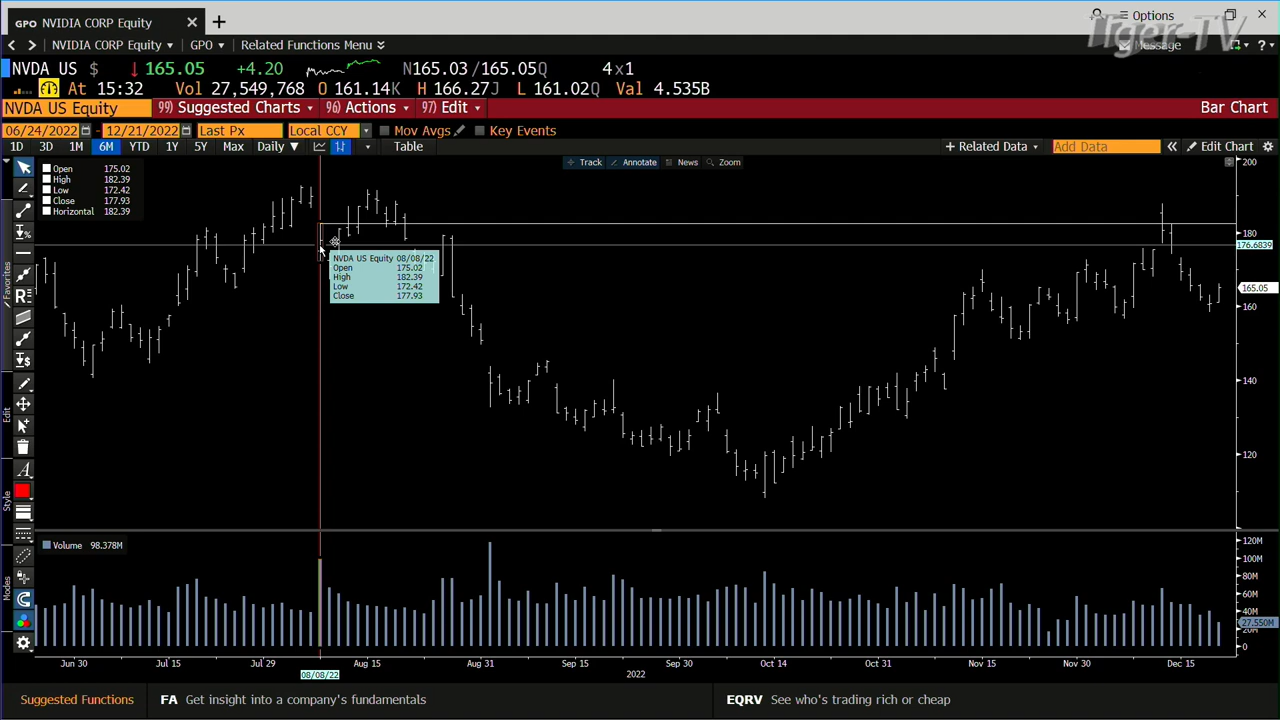 GPO NVIDIA CORP Equity
Options
Tiger-TV
NVIDIA CORP Equity GPO Related Functions Menu
Message
NVDA US $ 165.05 +4.20 N165.03/165.05Q 4x1
At 15:32 Vol 27,549,768 O 161.14K H 166.27J L 161.02Q Val 4.535B
NVDA US Equity 99) Suggested Charts 96) Actions 97) Edit Bar Chart
06/24/2022 - 12/21/2022 Last Px Local CCY Mov Avgs Key Events
1D 3D 1M 6M YTD 1Y 5Y Max Daily Table + Related Data Add Data Edit Chart
Track Annotate News Zoom
Open 175.02
High 182.39
Low 172.42
Close 177.93
Horizontal 182.39
200
180
176.6839
165.05
160
140
120
NVDA US Equity 08/08/22
Open 175.02
High 182.39
Low 172.42
Close 177.93
Favorites
Edit
Style
Modes
Volume 98.378M
120M
100M
80M
60M
40M
27.550M
20M
0
Jun 30 Jul 15 Jul 29 Aug 15 Aug 31 Sep 15 Sep 30 Oct 14 Oct 31 Nov 15 Nov 30 Dec 15
08/08/22
2022
Suggested Functions FA Get insight into a company's fundamentals EQRV See who's trading rich or cheap